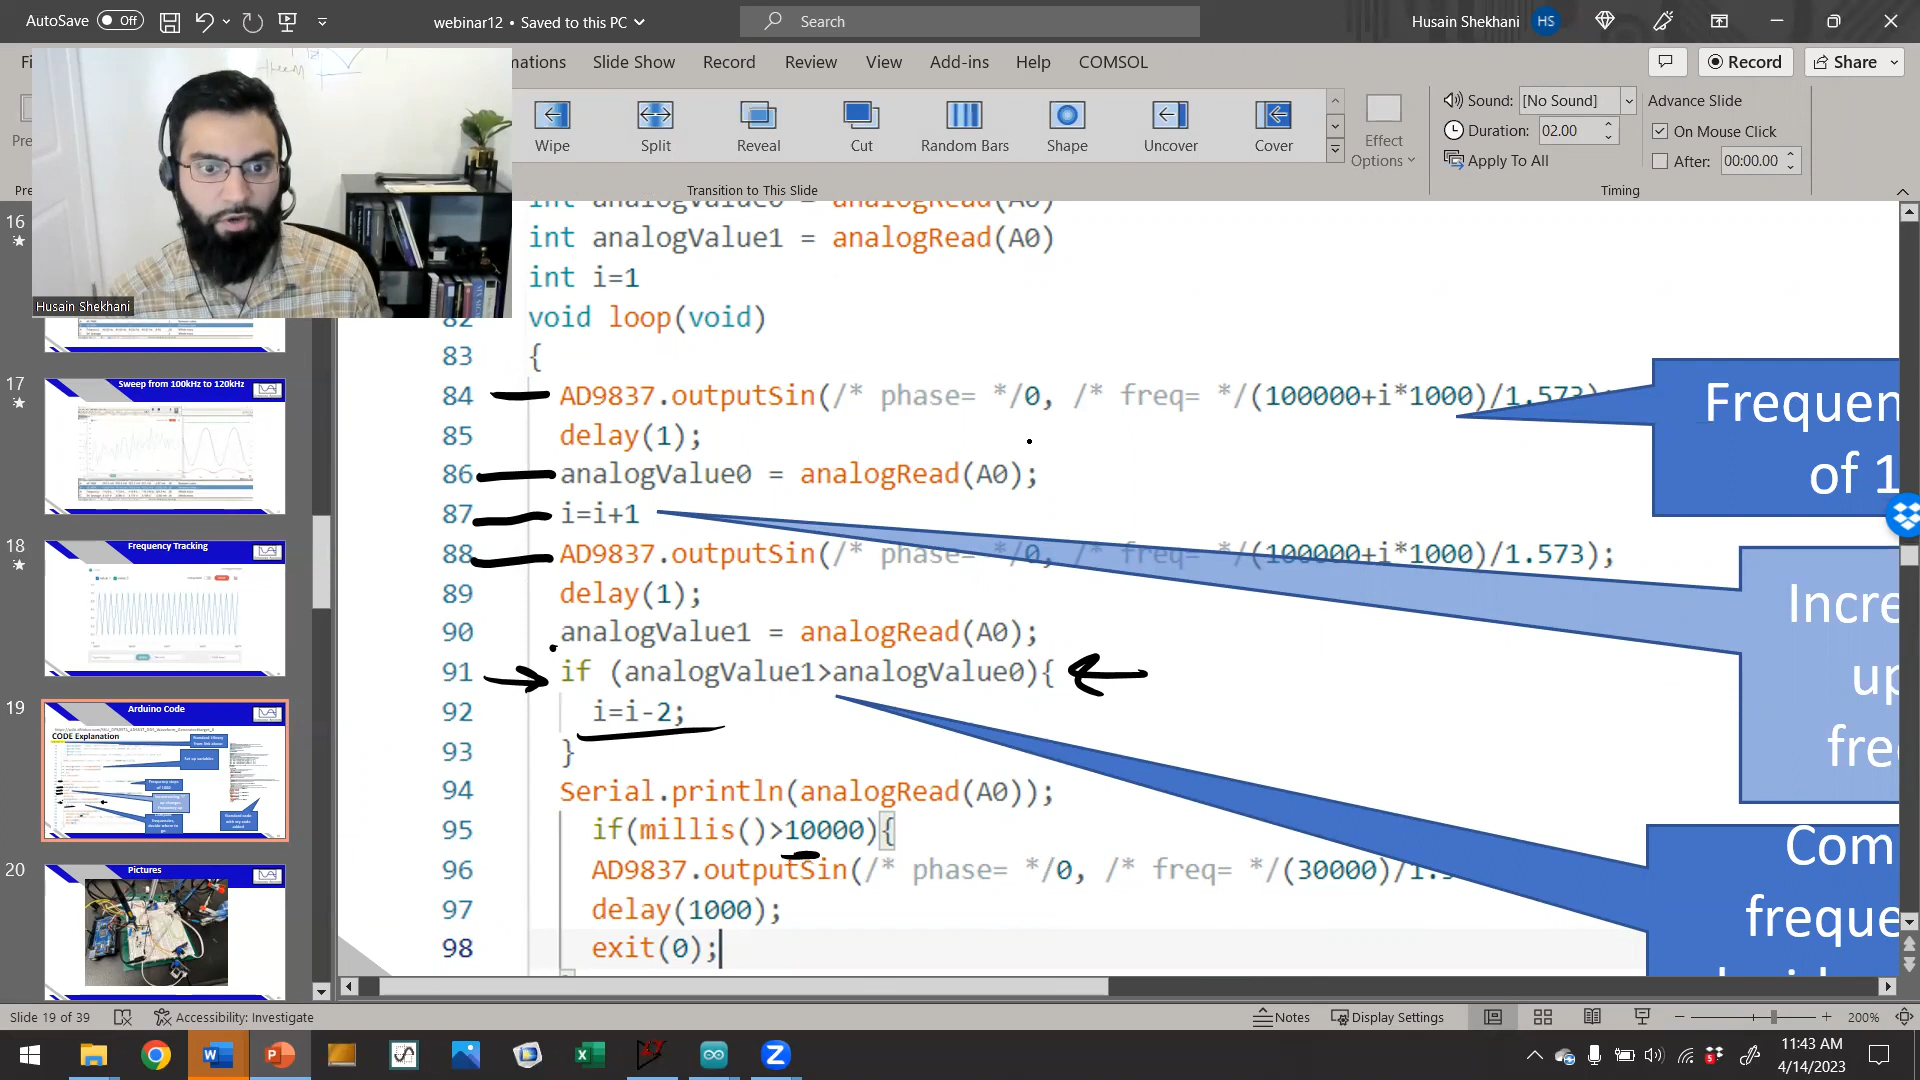 AutoSave Off webinar12 • Saved to this PC Search Husain Shekhani HS
mations Slide Show Record Review View Add-ins Help COMSOL Record Share
Wipe Split Reveal Cut Random Bars Shape Uncover Cover
Effect
Options
Sound: [No Sound] Advance Slide
Duration: 02.00 On Mouse Click
Apply To All After: 00:00.00
Transition to This Slide Timing
Husain Shekhani
16
17
Sweep from 100kHz to 120kHz
18
Frequency Tracking
19
Arduino Code
CODE Explanation
20
Pictures
int analogValue0 = analogRead(A0)
int analogValue1 = analogRead(A0)
int i=1
82 void loop(void)
83 {
84 AD9837.outputSin(/* phase= */0, /* freq= */(100000+i*1000)/1.573);
85 delay(1);
86 analogValue0 = analogRead(A0);
87 i=i+1
88 AD9837.outputSin(/* phase= */0, /* freq= */(100000+i*1000)/1.573);
89 delay(1);
90 analogValue1 = analogRead(A0);
91 if (analogValue1>analogValue0){
92 i=i-2;
93 }
94 Serial.println(analogRead(A0));
95 if(millis()>10000){
96 AD9837.outputSin(/* phase= */0, /* freq= */(30000)/1.5
97 delay(1000);
98 exit(0);
Frequen
of 1
Incre
up
fre
Com
freque
Slide 19 of 39 Accessibility: Investigate Notes Display Settings 200%
11:43 AM
4/14/2023